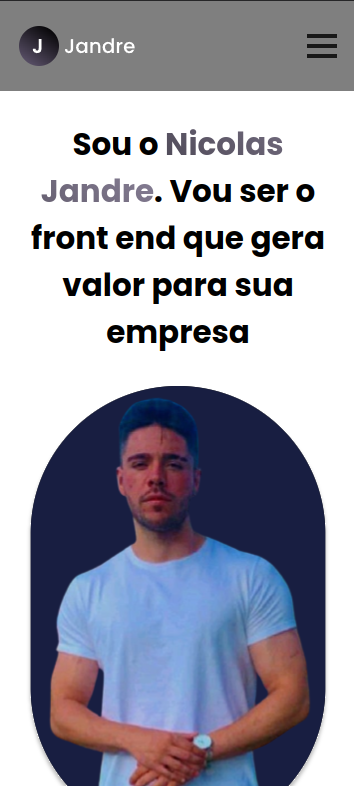 J Jandre
Sou o Nicolas
Jandre. Vou ser o
front end que gera
valor para sua
empresa